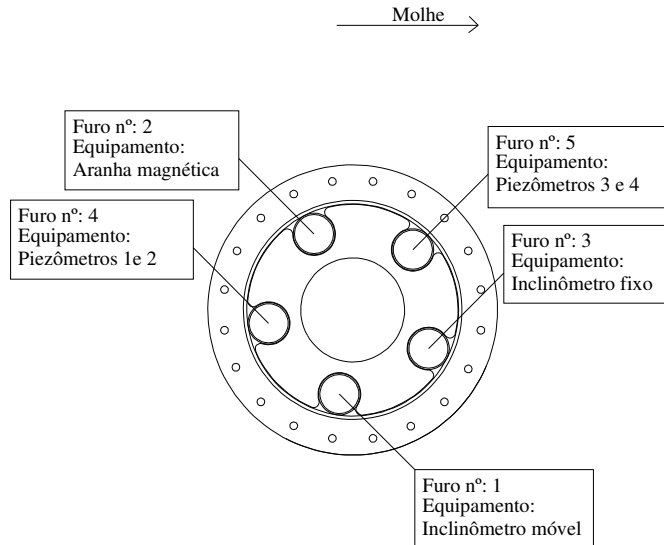 Molhe
Furo nº: 2
Equipamento:
Aranha magnética
Furo nº: 5
Equipamento:
Piezômetros 3 e 4
Furo nº: 4
Equipamento:
Piezômetros 1e 2
Furo nº: 3
Equipamento:
Inclinômetro fixo
Furo nº: 1
Equipamento:
Inclinômetro móvel